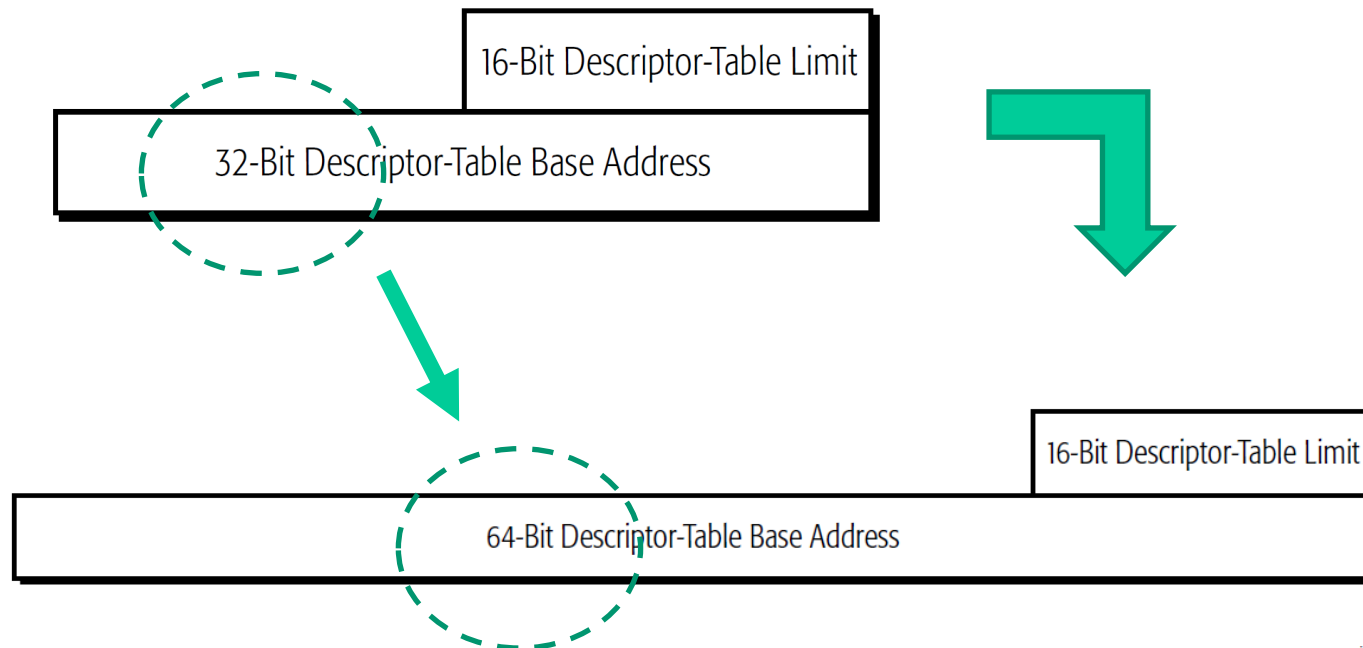 16-Bit Descriptor-Table Limit
32-Bit Descriptor-Table Base Address
16-Bit Descriptor-Table Limit
64-Bit Descriptor-Table Base Address